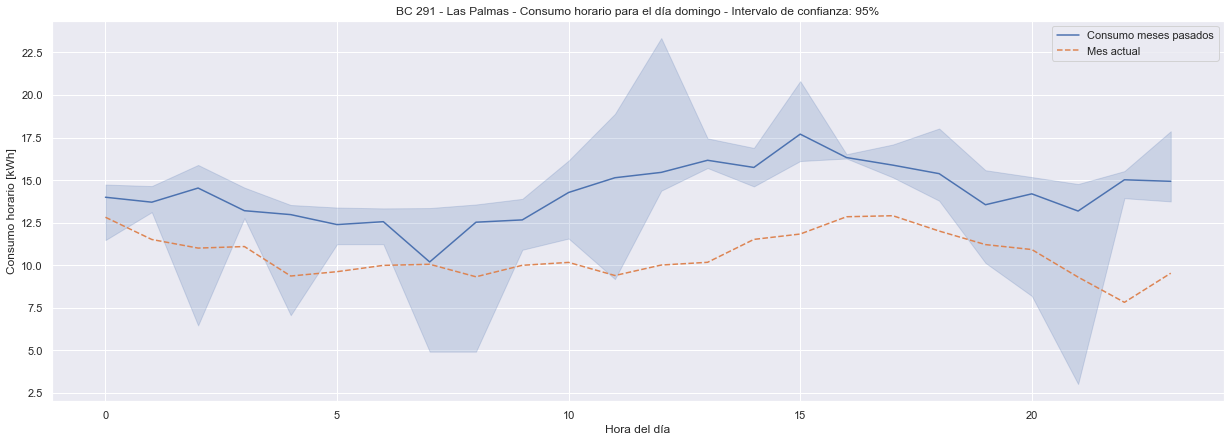 BC 291 - Las Palmas - Consumo horario para el día domingo - Intervalo de confianza: 95%
Consumo meses pasados
Mes actual
Consumo horario [kWh]
22.5
20.0
17.5
15.0
12.5
10.0
7.5
5.0
2.5
0 5 10 15 20
Hora del día